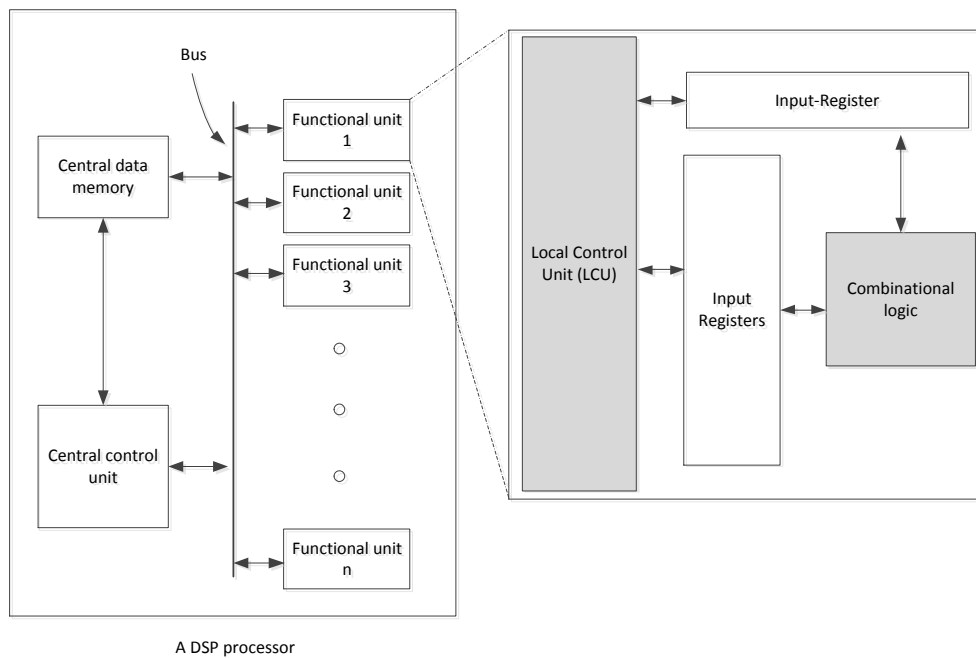 Bus
Central data
memory
Central control
unit
Functional unit
1
Functional unit
2
Functional unit
3
Functional unit
n
A DSP processor
Local Control
Unit (LCU)
Input-Register
Input
Registers
Combinational
logic